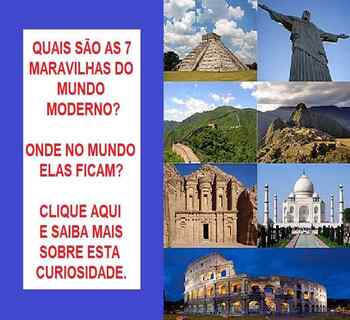 QUAIS SÃO AS 7
MARAVILHAS DO
MUNDO
MODERNO?
ONDE NO MUNDO
ELAS FICAM?
CLIQUE AQUI
E SAIBA MAIS
SOBRE ESTA
CURIOSIDADE.